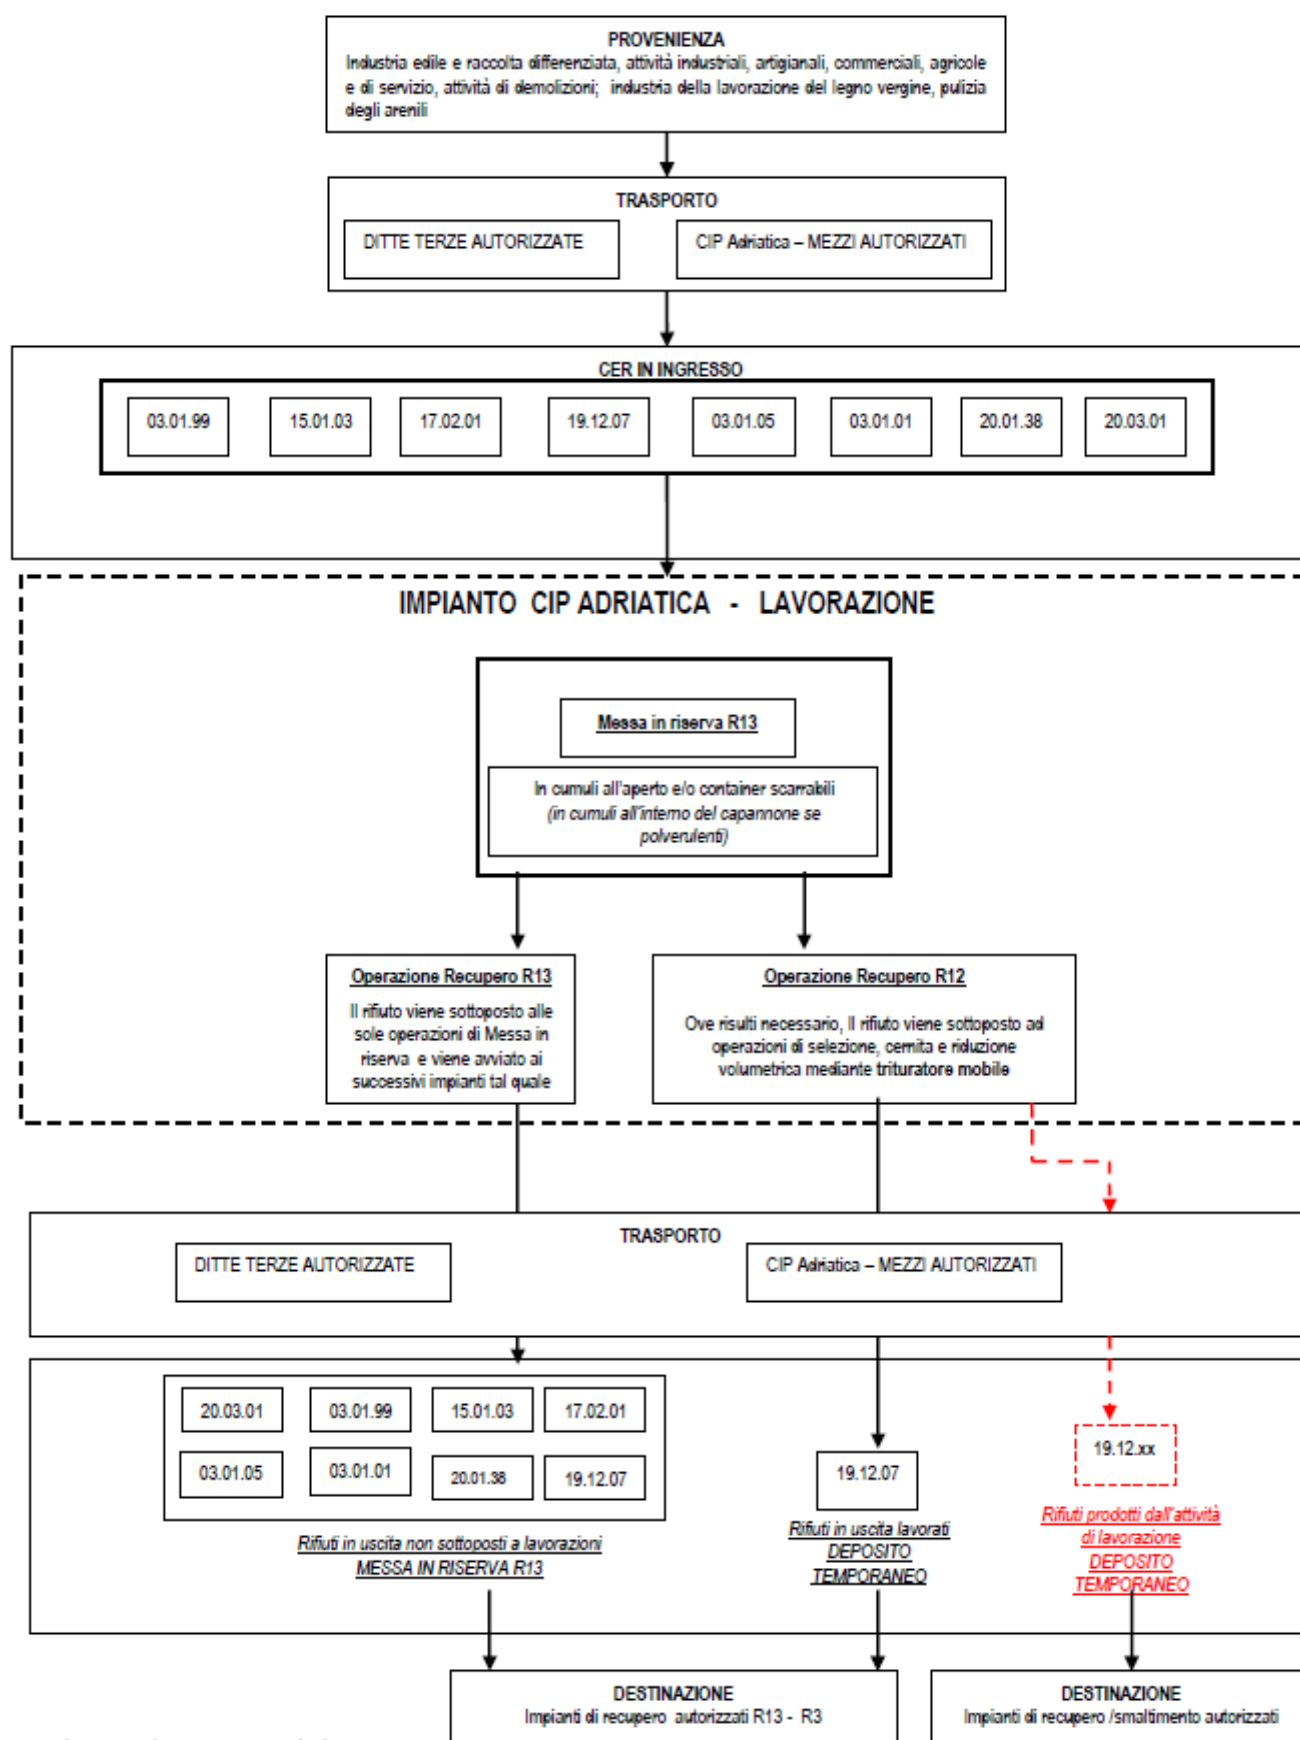 PROVENIENZA
Industria edile e raccolta differenziata, attività industriali, artigianali, commerciali, agricole
e di servizio, attività di demolizioni; industria della lavorazione del legno vergine, pulizia
degli arenili
TRASPORTO
DITTE TERZE AUTORIZZATE
CIP Adriatica – MEZZI AUTORIZZATI
CER IN INGRESSO
03.01.99
15.01.03
17.02.01
19.12.07
03.01.05
03.01.01
20.01.38
20.03.01
IMPIANTO CIP ADRIATICA - LAVORAZIONE
Messa in riserva R13
In cumuli all'aperto e/o container scarrabili
(in cumuli all'interno del capannone se
polverulenti)
Operazione Recupero R13
Il rifiuto viene sottoposto alle
sole operazioni di Messa in
riserva e viene avviato ai
successivi impianti tal quale
Operazione Recupero R12
Ove risulti necessario, Il rifiuto viene sottoposto ad
operazioni di selezione, cernita e riduzione
volumetrica mediante trituratore mobile
TRASPORTO
DITTE TERZE AUTORIZZATE
CIP Adriatica – MEZZI AUTORIZZATI
20.03.01
03.01.99
15.01.03
17.02.01
03.01.05
03.01.01
20.01.38
19.12.07
Rifiuti in uscita non sottoposti a lavorazioni
MESSA IN RISERVA R13
19.12.07
Rifiuti in uscita lavorati
DEPOSITO
TEMPORANEO
19.12.xx
Rifiuti prodotti dall'attività
di lavorazione
DEPOSITO
TEMPORANEO
DESTINAZIONE
Impianti di recupero autorizzati R13 - R3
DESTINAZIONE
Impianti di recupero /smaltimento autorizzati